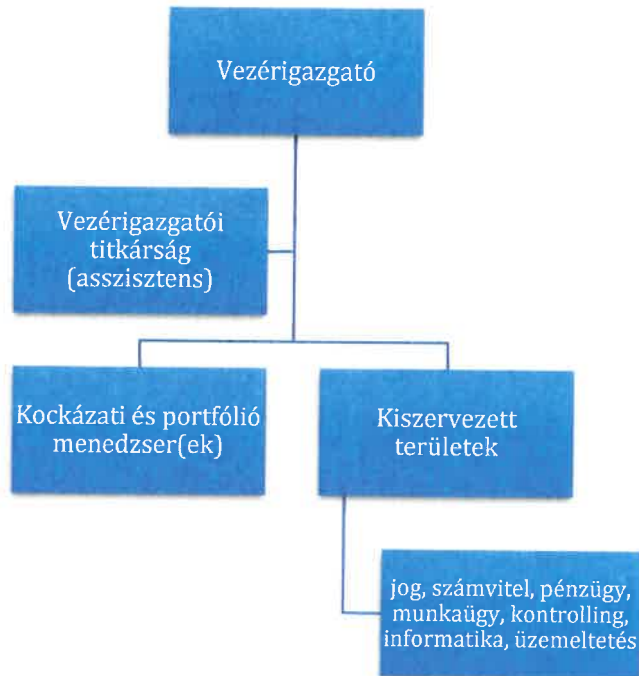 Vezérigazgató
Vezérigazgatói
titkárság
(asszisztens)
Kockázati és portfólió
menedzser(ek)
Kiszervezett
területek
jog, számvitel, pénzügy,
munkaügy, kontrolling,
informatika, üzemeltetés